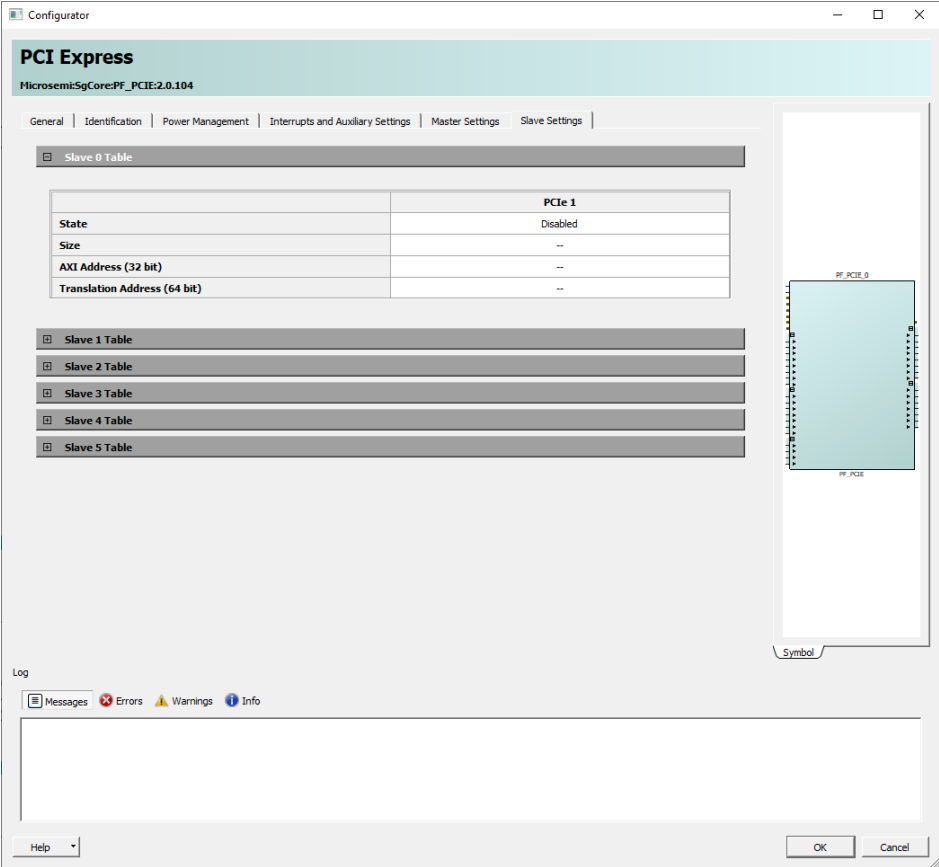 Configurator
PCI Express
Microsemi:SgCore:PF_PCIE:2.0.104
General Identification Power Management Interrupts and Auxiliary Settings Master Settings Slave Settings
Slave 0 Table
PCIe 1
State Disabled
Size --
AXI Address (32 bit) --
Translation Address (64 bit) --
Slave 1 Table
Slave 2 Table
Slave 3 Table
Slave 4 Table
Slave 5 Table
PF_PCIE_0
PF_PCIE
Symbol
Log
Messages Errors Warnings Info
Help OK Cancel